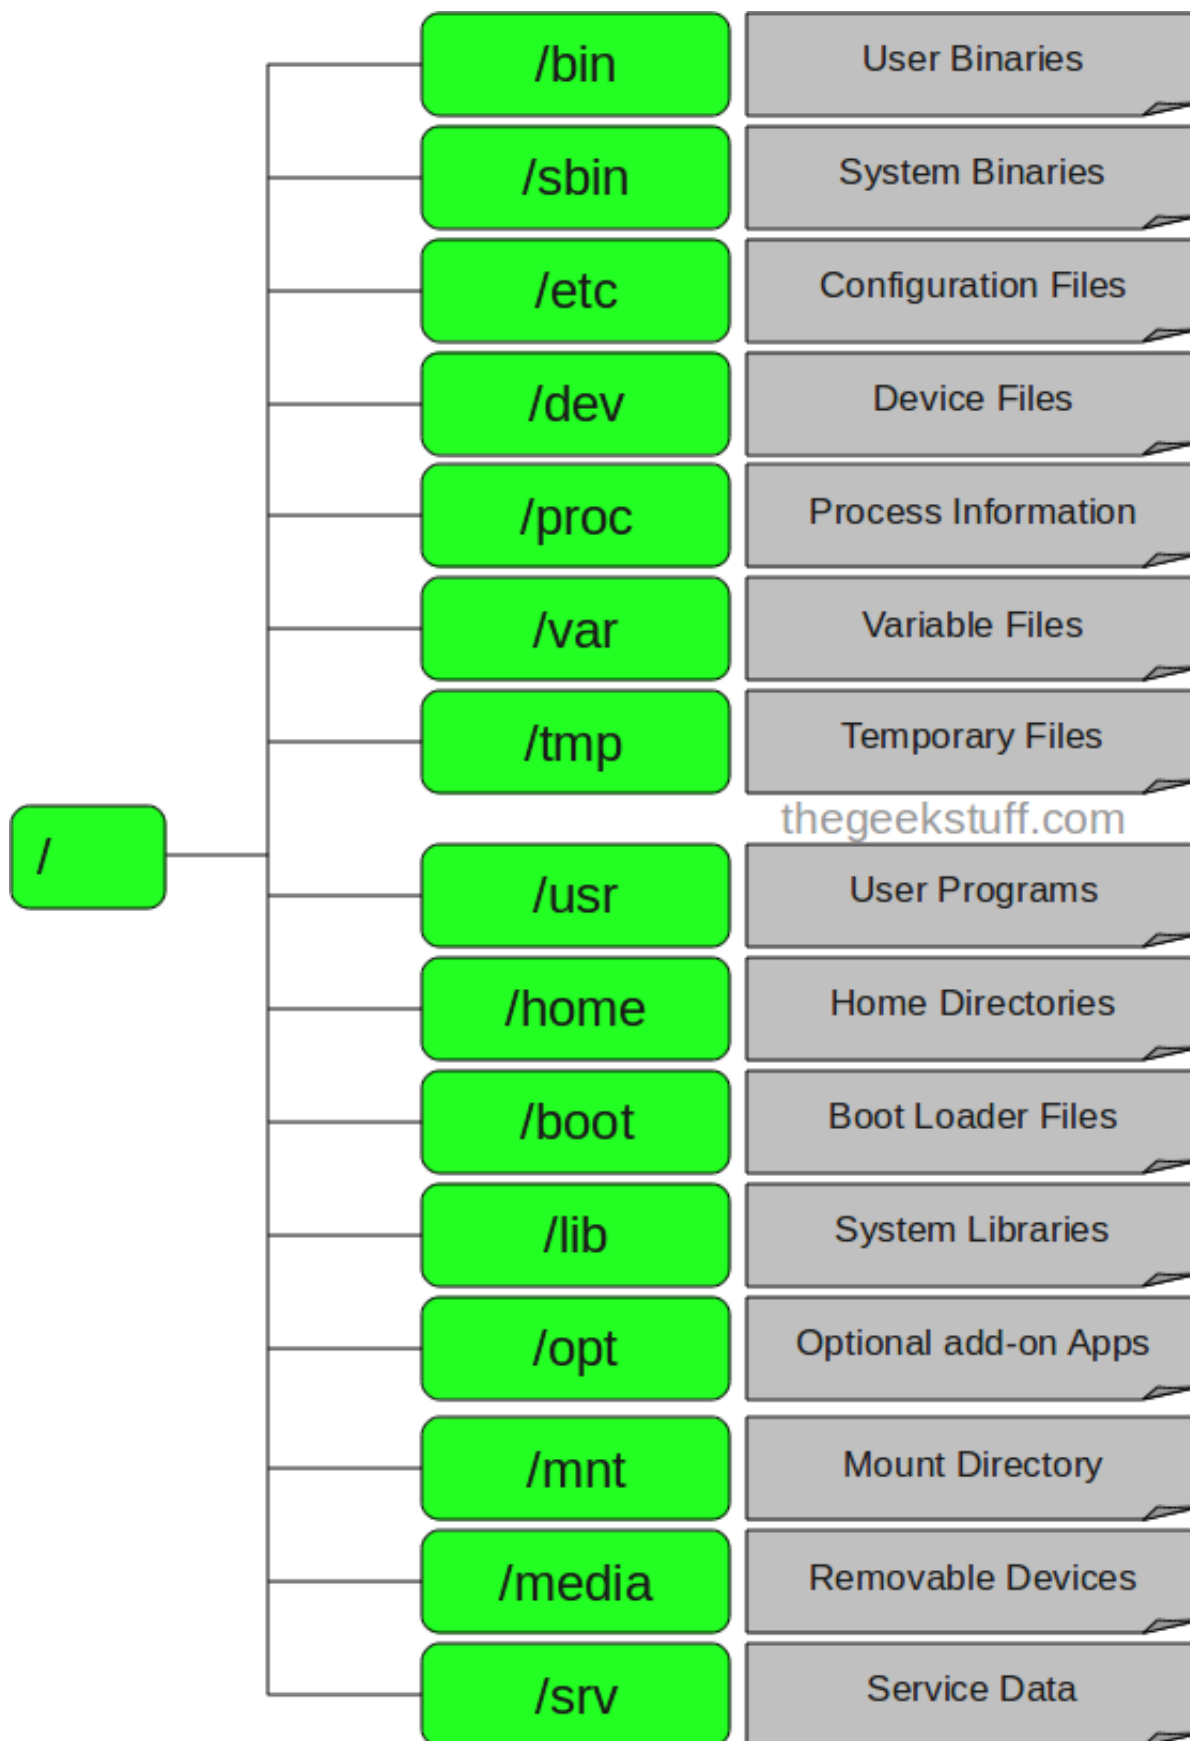 /bin User Binaries
/sbin System Binaries
/etc Configuration Files
/dev Device Files
/proc Process Information
/var Variable Files
/tmp Temporary Files
thegeekstuff.com
/
/usr User Programs
/home Home Directories
/boot Boot Loader Files
/lib System Libraries
/opt Optional add-on Apps
/mnt Mount Directory
/media Removable Devices
/srv Service Data